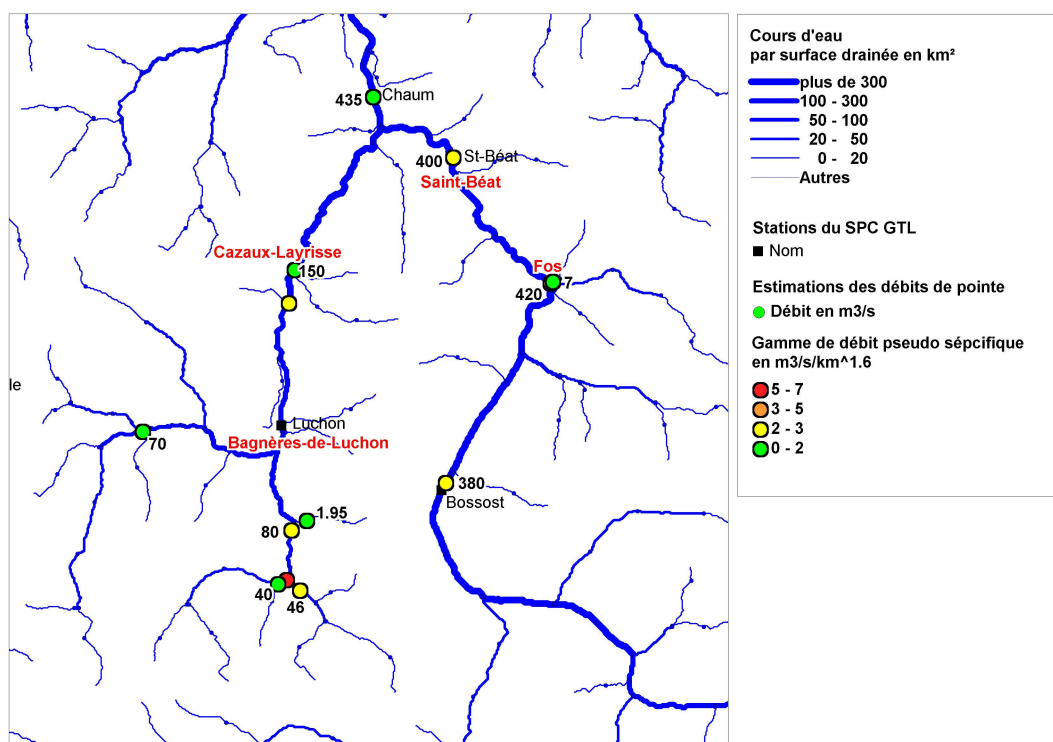 435
Chaum
400
St-Béat
Saint-Béat
Cazaux-Layrisse
150
Fos
7
420
le
Luchon
Bagnères-de-Luchon
70
380
Bossost
1.95
80
40
46
Cours d'eau
par surface drainée en km²
plus de 300
100 - 300
50 - 100
20 - 50
0 - 20
Autres
Stations du SPC GTL
Nom
Estimations des débits de pointe
Débit en m3/s
Gamme de débit pseudo sépcifique
en m3/s/km^1.6
5 - 7
3 - 5
2 - 3
0 - 2